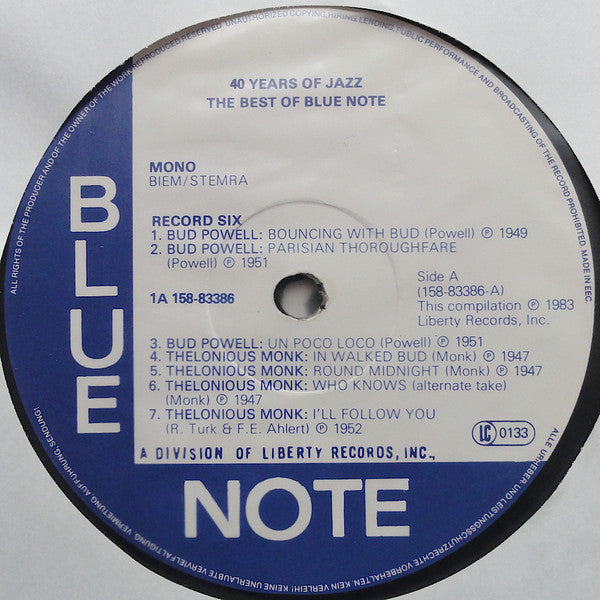 40 YEARS OF JAZZ
THE BEST OF BLUE NOTE
MONO
BIEM/STEMRA
RECORD SIX
1. BUD POWELL: BOUNCING WITH BUD (Powell) ℗ 1949
2. BUD POWELL: PARISIAN THOROUGHFARE
(Powell) ℗ 1951
1A 158-83386
Side A
(158-83386-A)
This compilation ℗ 1983
Liberty Records, Inc.
3. BUD POWELL: UN POCO LOCO (Powell) ℗ 1951
4. THELONIOUS MONK: IN WALKED BUD (Monk) ℗ 1947
5. THELONIOUS MONK: ROUND MIDNIGHT (Monk) ℗ 1947
6. THELONIOUS MONK: WHO KNOWS (alternate take)
(Monk) ℗ 1947
7. THELONIOUS MONK: I'LL FOLLOW YOU
(R. Turk & F.E. Ahlert) ℗ 1952
LC 0133
A DIVISION OF LIBERTY RECORDS, INC.,
BLUE
NOTE
ALL RIGHTS OF THE PRODUCER AND OF THE OWNER OF THE WORK REPRODUCED RESERVED. UNAUTHORIZED COPYING, HIRING, LENDING, PUBLIC PERFORMANCE AND BROADCASTING OF THE RECORD PROHIBITED. MADE IN EEC.
ALLE URHEBER- UND LEISTUNGSSCHUTZRECHTE VORBEHALTEN. KEIN VERLEIH! KEINE UNERLAUBTE VERVIELFÄLTIGUNG, VERMIETUNG, AUFFÜHRUNG, SENDUNG!